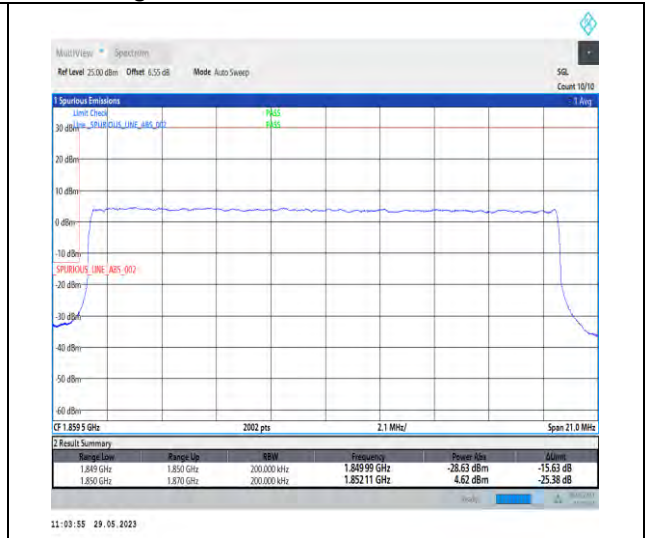 MultiView Spectrum
Ref Level 25.00 dBm Offset 6.55 dB Mode Auto Sweep SGL
Count 10/10
1 Spurious Emissions 1 Avg
Limit Check PASS
30 dBm Line _SPURIOUS_LINE_ABS_002 PASS
20 dBm
10 dBm
0 dBm
-10 dBm
_SPURIOUS_LINE_ABS_002
-20 dBm
-30 dBm
-40 dBm
-50 dBm
-60 dBm
CF 1.859 5 GHz 2002 pts 2.1 MHz/ Span 21.0 MHz
2 Result Summary
Range Low Range Up RBW Frequency Power Abs ΔLimit
1.849 GHz 1.850 GHz 200.000 kHz 1.849 99 GHz -28.63 dBm -15.63 dB
1.850 GHz 1.870 GHz 200.000 kHz 1.852 11 GHz 4.62 dBm -25.38 dB
Ready
11:03:55 29.05.2023